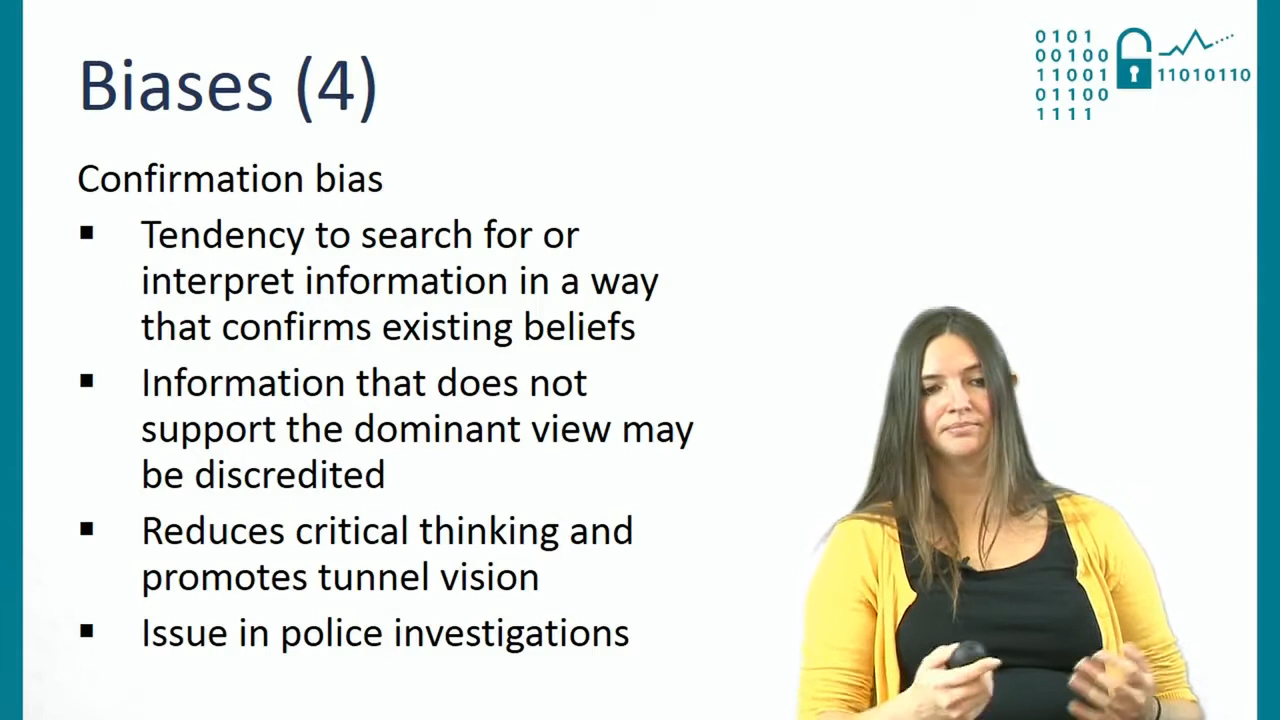 Biases (4)
0101
00100
11001
01100
1111
11010110
Confirmation bias
▪ Tendency to search for or
interpret information in a way
that confirms existing beliefs
▪ Information that does not
support the dominant view may
be discredited
▪ Reduces critical thinking and
promotes tunnel vision
▪ Issue in police investigations